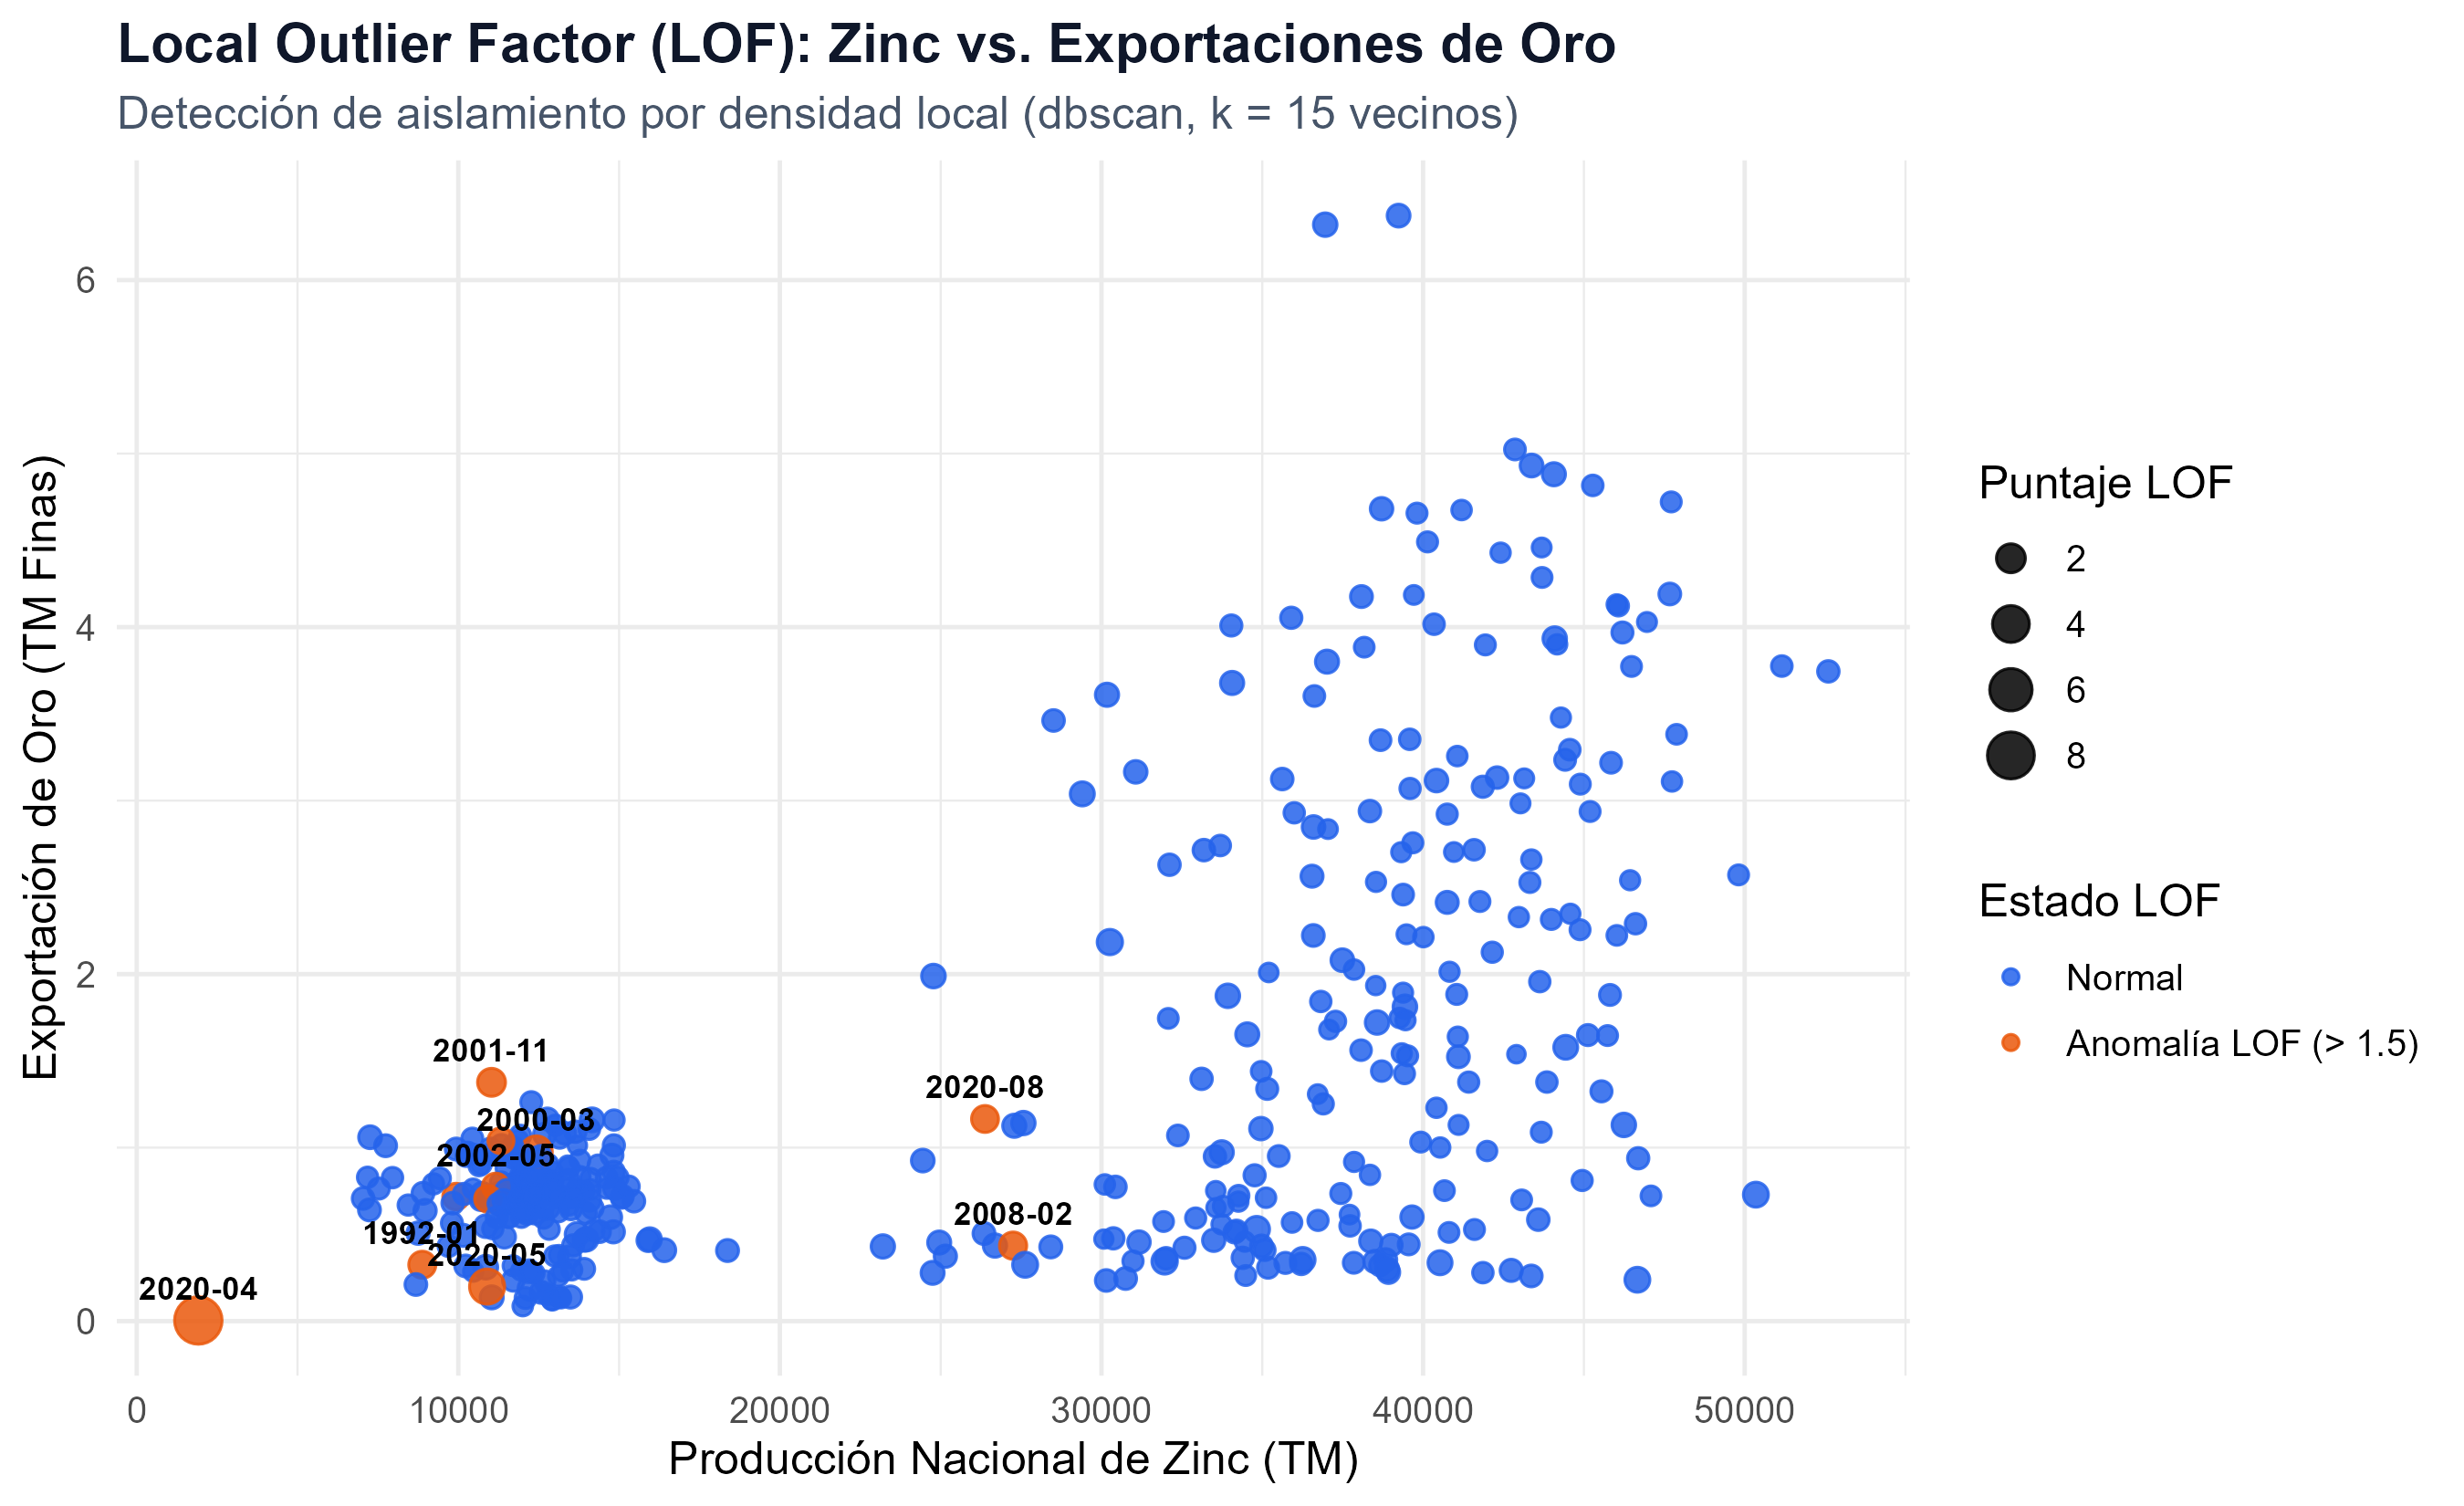 Local Outlier Factor (LOF): Zinc vs. Exportaciones de Oro
Detección de aislamiento por densidad local (dbscan, k = 15 vecinos)
Exportación de Oro (TM Finas)
6
4
2
0
2001-11
2000-03
2002-05
1992-01
2020-05
2020-04
2020-08
2008-02
0
10000
20000
30000
40000
50000
Producción Nacional de Zinc (TM)
Puntaje LOF
2
4
6
8
Estado LOF
Normal
Anomalía LOF (> 1.5)